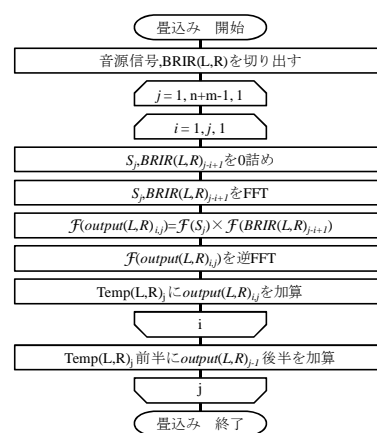 畳込み　開始
音源信号,BRIR(L,R)を切り出す
j = 1, n+m-1, 1
i = 1, j, 1
S_j,BRIR(L,R)_{j-i+1}を0詰め
S_j,BRIR(L,R)_{j-i+1}をFFT
ℱ(output(L,R)_{i,j})=ℱ(S_j)×ℱ(BRIR(L,R)_{j-i+1})
ℱ(output(L,R)_{i,j})を逆FFT
Temp(L,R)_jにoutput(L,R)_{i,j}を加算
i
Temp(L,R)_j前半にoutput(L,R)_{j-1}後半を加算
j
畳込み　終了